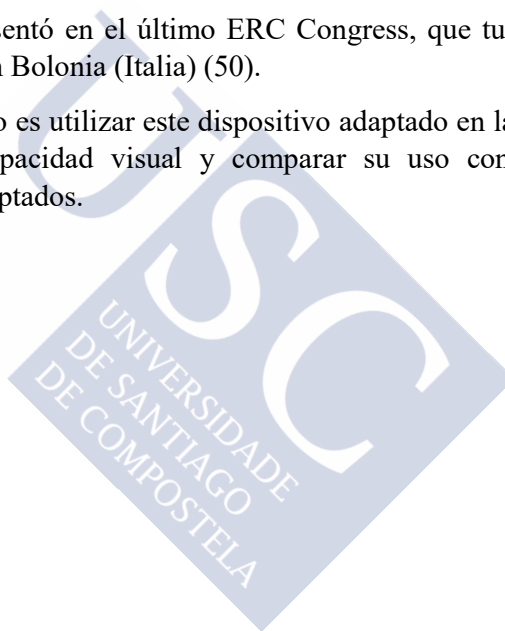 sentó en el último ERC Congress, que tu
Bolonia (Italia) (50).
o es utilizar este dispositivo adaptado en la
pacidad visual y comparar su uso con
ptados.
USC
UNIVERSIDADE
DE SANTIAGO
DE COMPOSTELA